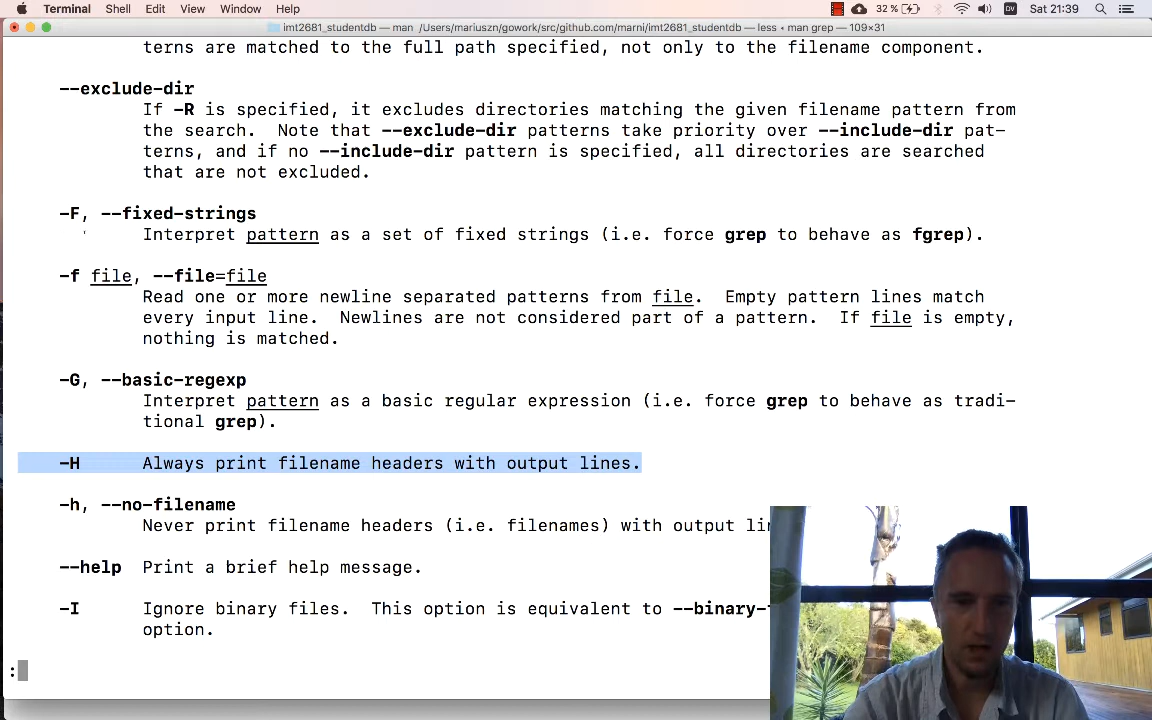 Terminal Shell Edit View Window Help 32 % DV Sat 21:39
imt2681_studentdb — man /Users/mariuszn/gowork/src/github.com/marni/imt2681_studentdb — less • man grep — 109×31
terns are matched to the full path specified, not only to the filename component.
--exclude-dir
If -R is specified, it excludes directories matching the given filename pattern from
the search. Note that --exclude-dir patterns take priority over --include-dir pat-
terns, and if no --include-dir pattern is specified, all directories are searched
that are not excluded.
-F, --fixed-strings
Interpret pattern as a set of fixed strings (i.e. force grep to behave as fgrep).
-f file, --file=file
Read one or more newline separated patterns from file. Empty pattern lines match
every input line. Newlines are not considered part of a pattern. If file is empty,
nothing is matched.
-G, --basic-regexp
Interpret pattern as a basic regular expression (i.e. force grep to behave as tradi-
tional grep).
-H Always print filename headers with output lines.
-h, --no-filename
Never print filename headers (i.e. filenames) with output
--help Print a brief help message.
-I Ignore binary files. This option is equivalent to
option.
: